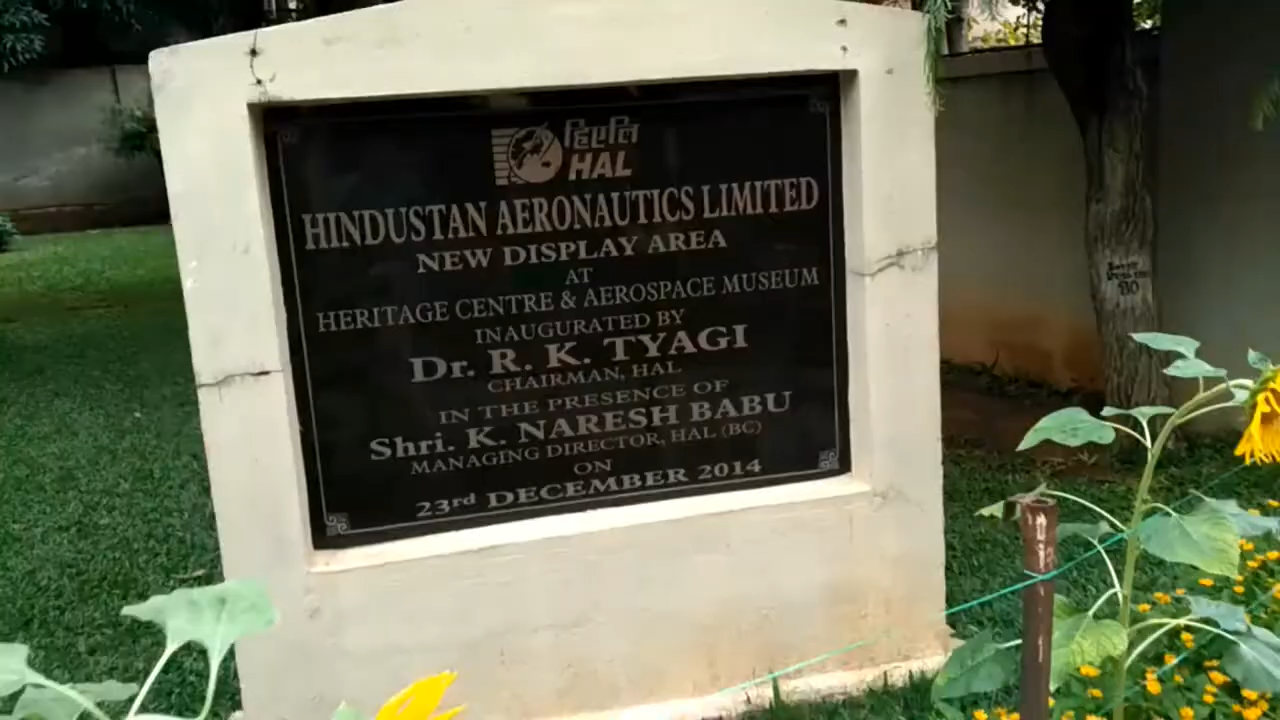 हिएलि
HAL
HINDUSTAN AERONAUTICS LIMITED
NEW DISPLAY AREA
AT
HERITAGE CENTRE & AEROSPACE MUSEUM
INAUGURATED BY
Dr. R. K. TYAGI
CHAIRMAN, HAL
IN THE PRESENCE OF
Shri. K. NARESH BABU
MANAGING DIRECTOR, HAL (BC)
ON
23rd DECEMBER 2014